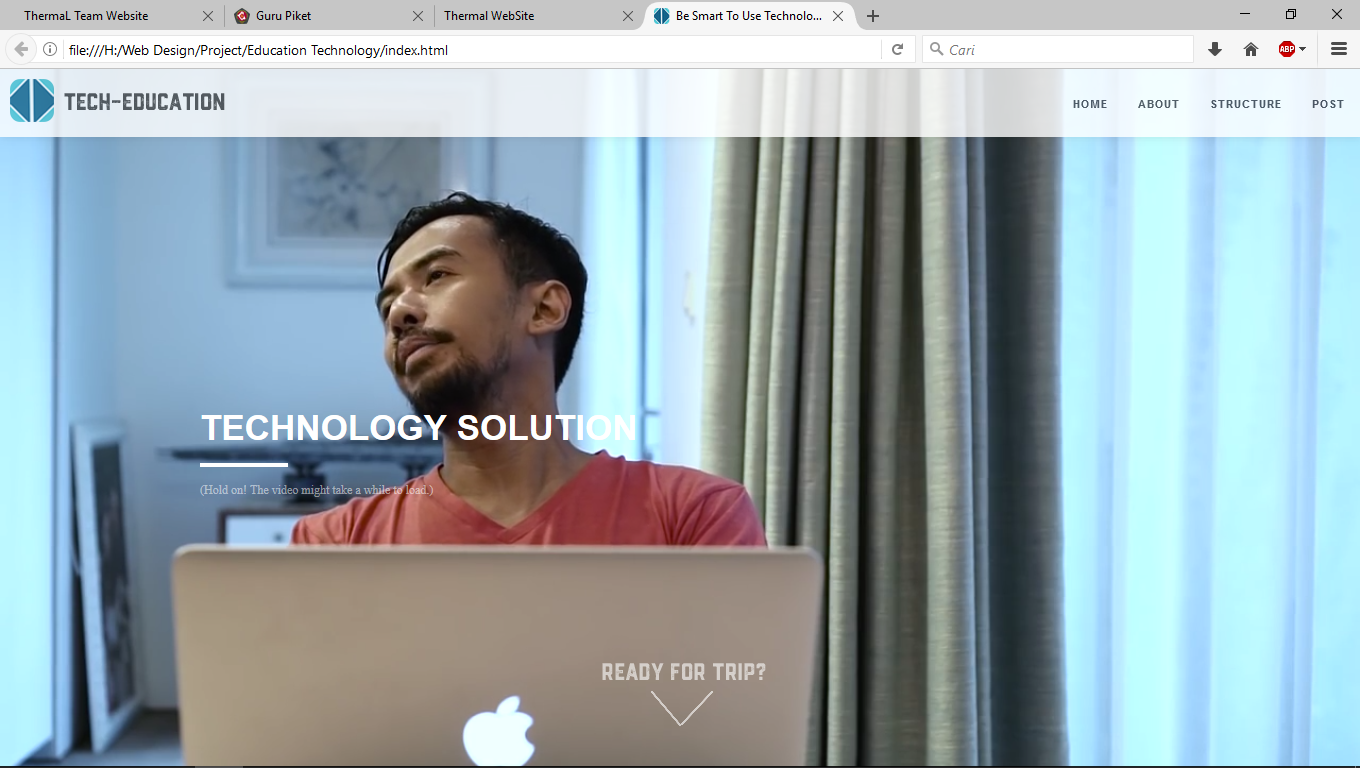 ThermaL Team Website
Guru Piket
Thermal WebSite
Be Smart To Use Technolo...
file:///H:/Web Design/Project/Education Technology/index.html
Cari
ABP
TECH-EDUCATION
HOME
ABOUT
STRUCTURE
POST
TECHNOLOGY SOLUTION
(Hold on! The video might take a while to load.)
READY FOR TRIP?